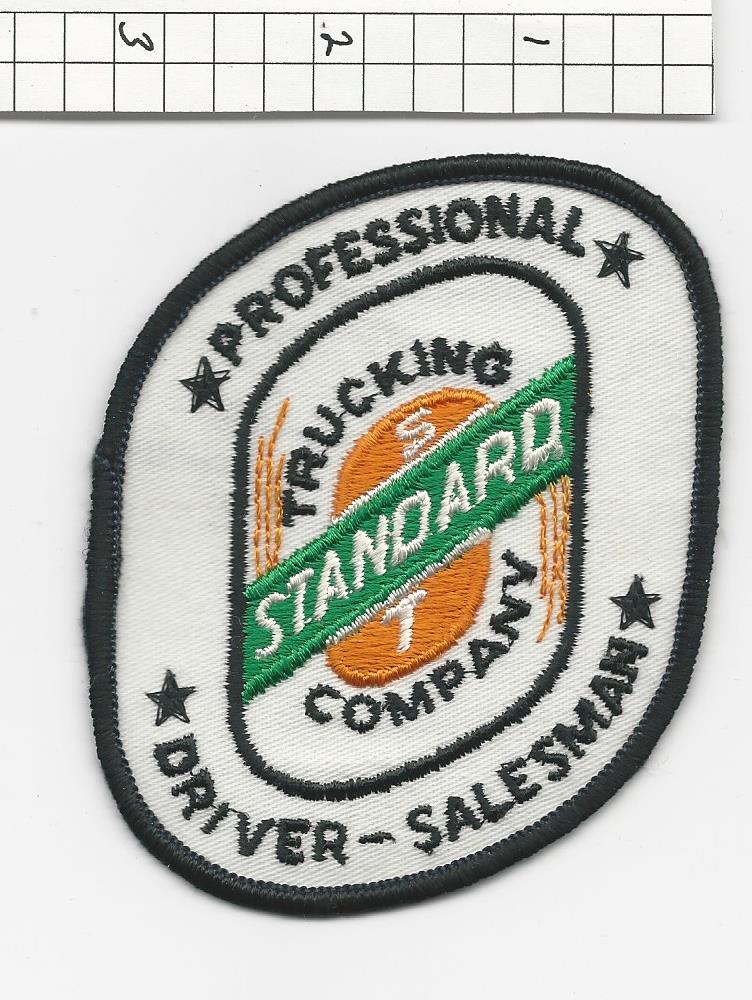 3 2 1
PROFESSIONAL
TRUCKING
S
STANDARD
T
COMPANY
DRIVER - SALESMAN